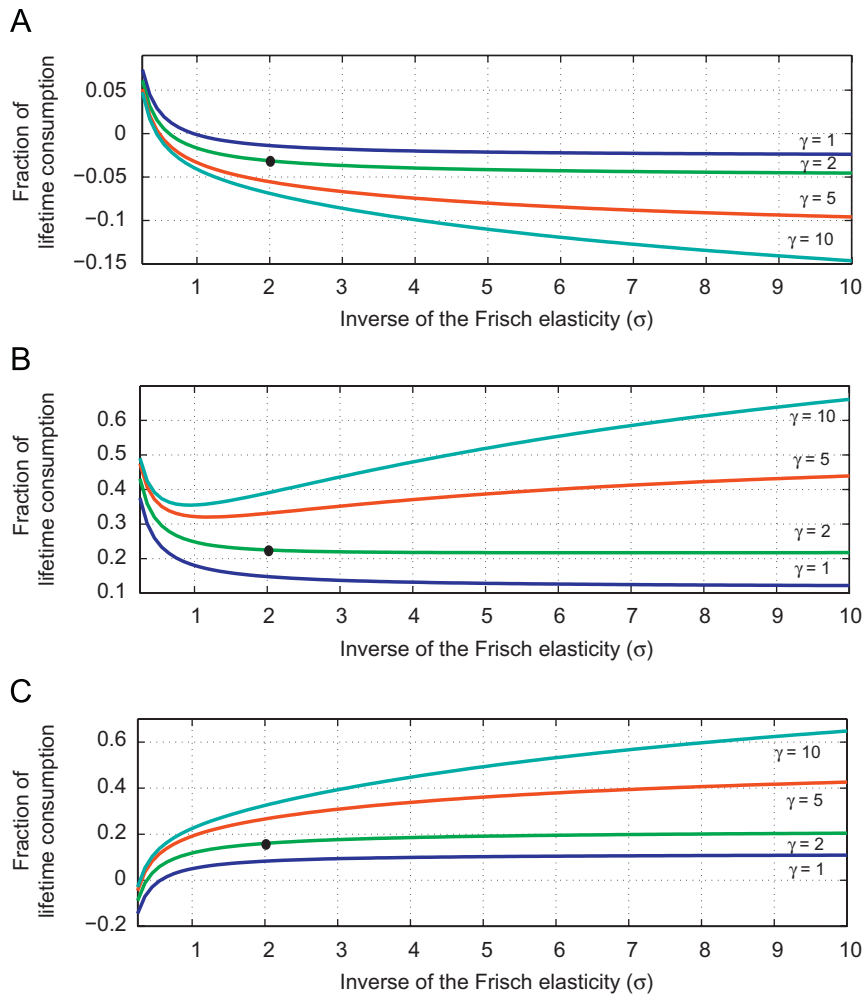 A
Fraction of
lifetime consumption
0.05
0
−0.05
−0.1
−0.15
γ = 1
γ = 2
γ = 5
γ = 10
1 2 3 4 5 6 7 8 9 10
Inverse of the Frisch elasticity (σ)
B
Fraction of
lifetime consumption
0.6
0.5
0.4
0.3
0.2
0.1
γ = 10
γ = 5
γ = 2
γ = 1
1 2 3 4 5 6 7 8 9 10
Inverse of the Frisch elasticity (σ)
C
Fraction of
lifetime consumption
0.6
0.4
0.2
0
−0.2
γ = 10
γ = 5
γ = 2
γ = 1
1 2 3 4 5 6 7 8 9 10
Inverse of the Frisch elasticity (σ)